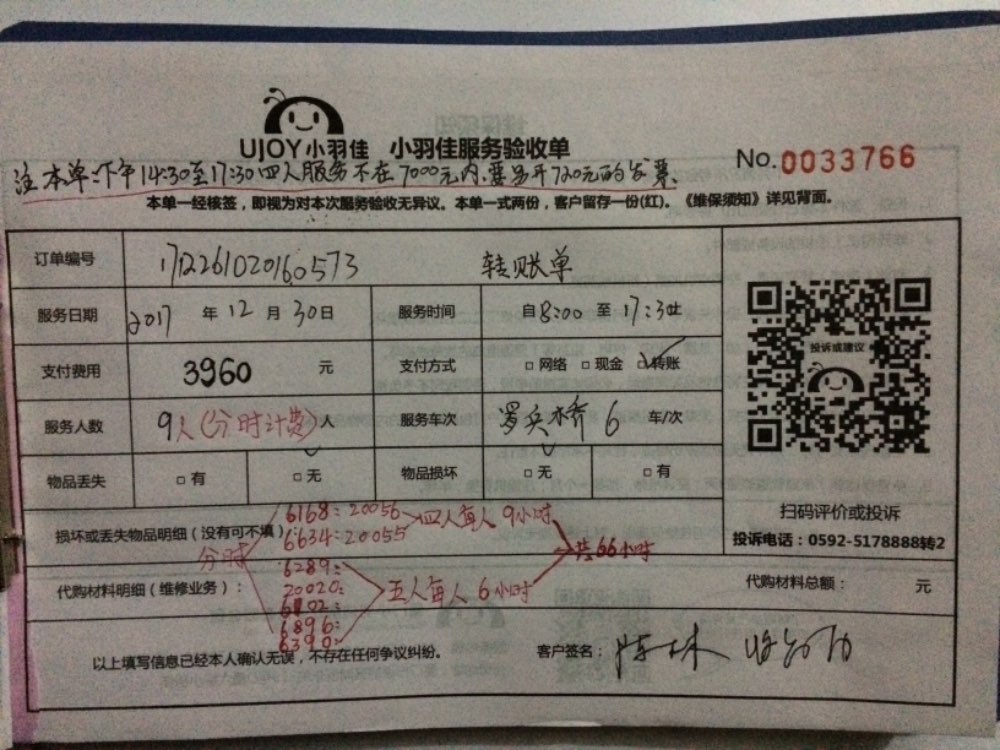 UJOY小羽佳 小羽佳服务验收单
No.0033766
注:本单:下午14:30至17:30四人服务不在7000元内,要另开720元的发票.
本单一经核签，即视为对本次服务验收无异议。本单一式两份，客户留存一份(红)。《维保须知》详见背面。
订单编号 1712261020160573 转账单
服务日期 2017 年 12 月 30日 服务时间 自8:00 至 17:30止
支付费用 3960 元 支付方式 □ 网络 □ 现金 □ 转账
投诉或建议
服务人数 9人(分时计费)人 服务车次 6 车/次
物品丢失 □ 有 □ 无 物品损坏 □ 无 □ 有
扫码评价或投诉
投诉电话：0592-5178888转2
损坏或丢失物品明细（没有可不填）
6168: 20056 四人每人 9小时
6634: 20055
分时
共66小时
代购材料明细（维修业务）： 代购材料总额： 元
6289:
20020: 五人每人 6小时
6102:
6896:
6390:
以上填写信息已经本人确认无误，不存在任何争议纠纷。 客户签名：